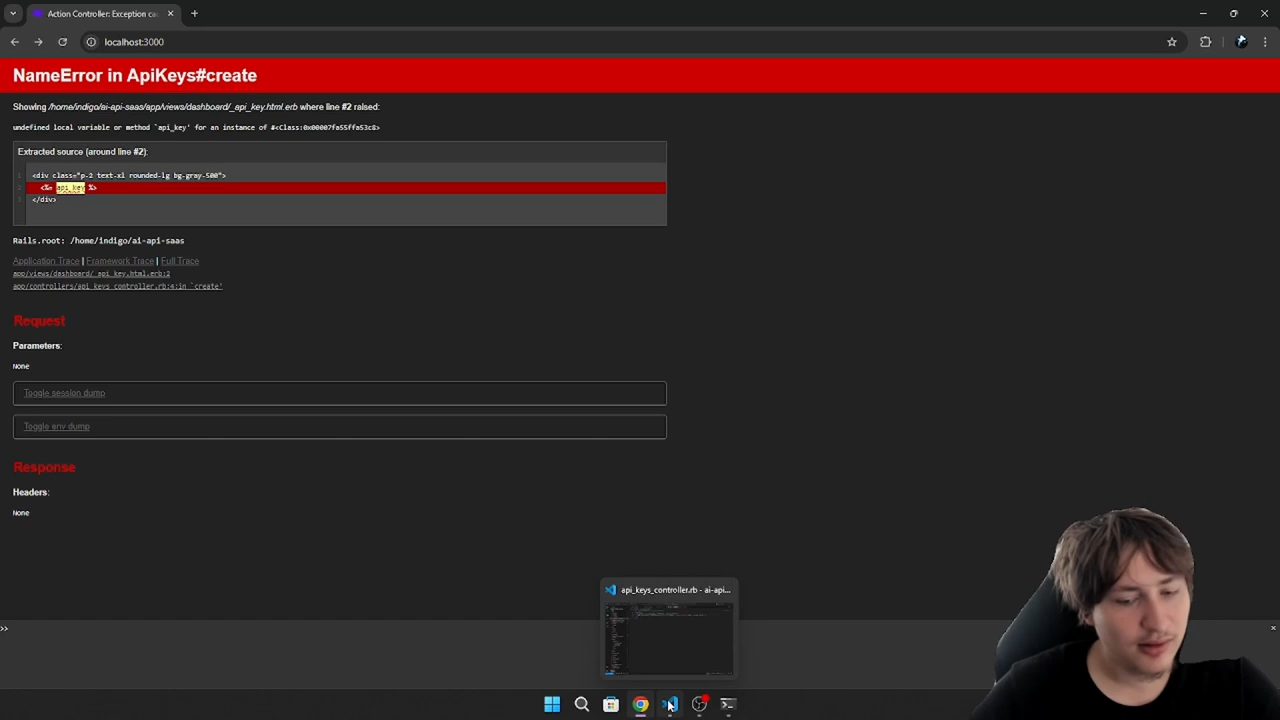 Action Controller: Exception ca
localhost:3000
NameError in ApiKeys#create
Showing /home/indigo/ai-api-saas/app/views/dashboard/_api_key.html.erb where line #2 raised:
undefined local variable or method `api_key' for an instance of #<Class:0x00007fa55ffa53c8>
Extracted source (around line #2):
1 <div class="p-2 text-xl rounded-lg bg-gray-500">
2 <%= api_key %>
3 </div>
Rails.root: /home/indigo/ai-api-saas
Application Trace | Framework Trace | Full Trace
app/views/dashboard/_api_key.html.erb:2
app/controllers/api_keys_controller.rb:4:in `create'
Request
Parameters:
None
Toggle session dump
Toggle env dump
Response
Headers:
None
api_keys_controller.rb - ai-api...
>>